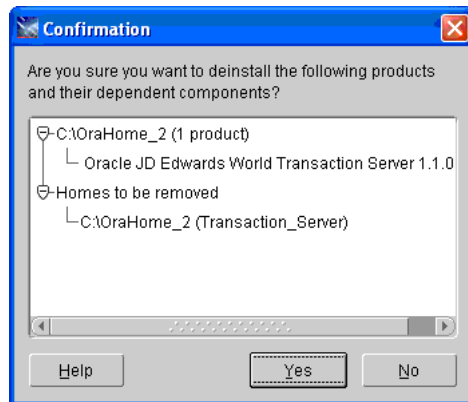 Confirmation
Are you sure you want to deinstall the following products
and their dependent components?
C:\OraHome_2 (1 product)
Oracle JD Edwards World Transaction Server 1.1.0
Homes to be removed
C:\OraHome_2 (Transaction_Server)
Help Yes No